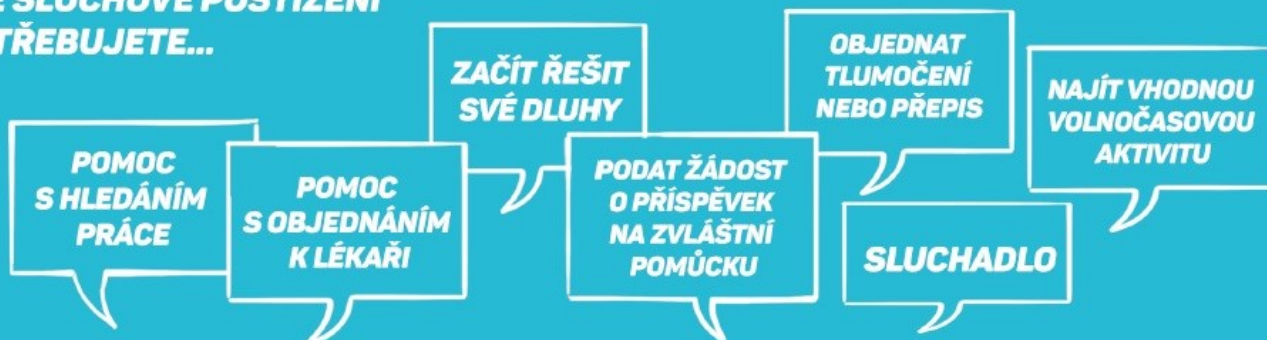 SLUCHOVÉ POSTIŽENÍ
ZAČÍT ŘEŠIT
SVÉ DLUHY
OBJEDNAT
TLUMOČENÍ
NEBO PŘEPIS
NAJÍT VHODNOU
VOLNOČASOVOU
AKTIVITU
POMOC
S HLEDÁNÍM
PRÁCE
POMOC
S OBJEDNÁNÍM
K LÉKAŘI
PODAT ŽÁDOST
O PŘÍSPĚVEK
NA ZVLÁŠTNÍ
POMŮCKU
SLUCHADLO